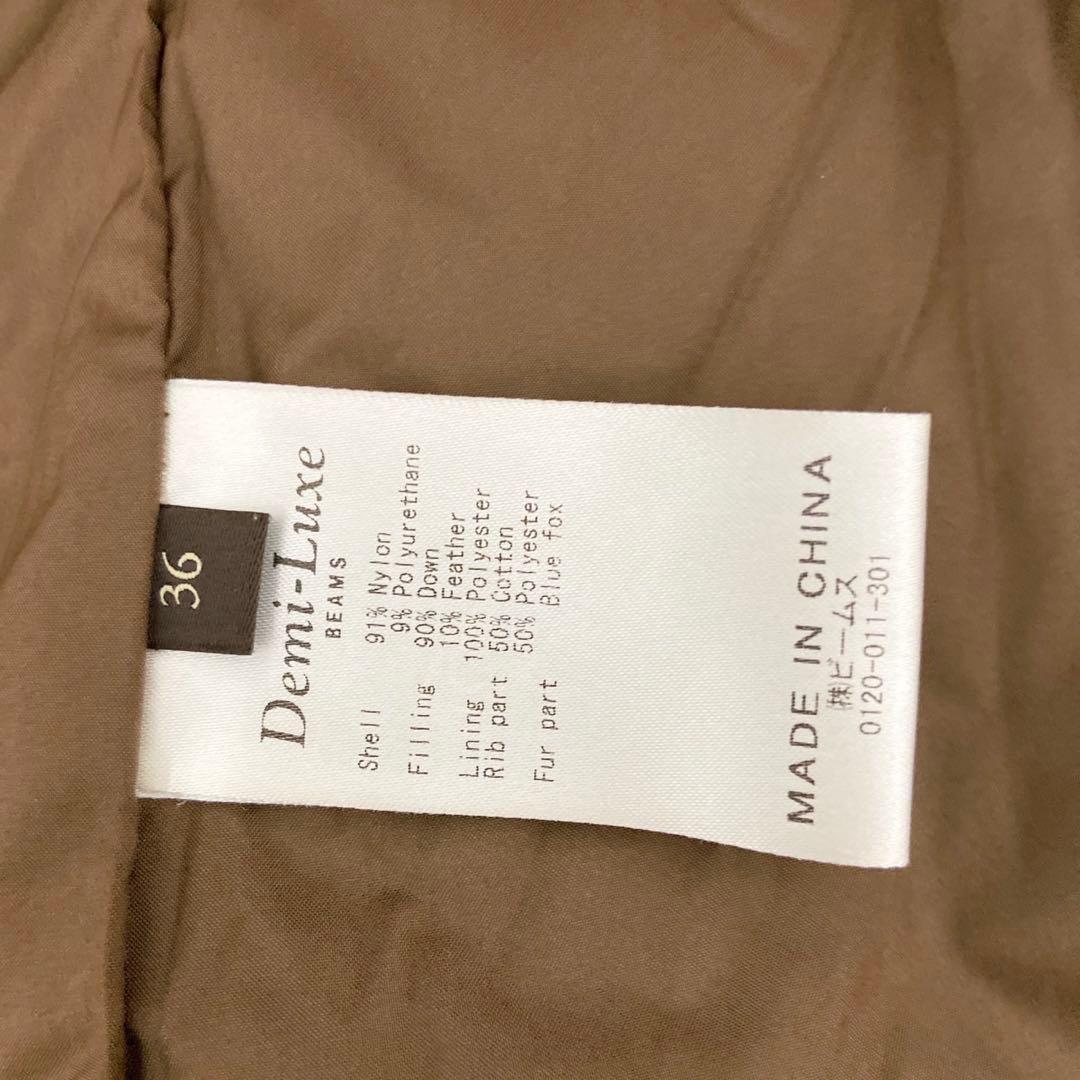 36
Demi-Luxe
BEAMS
Shell 91% Nylon
9% Polyurethane
Filling 90% Down
10% Feather
Lining 100% Polyester
Rib part 50% Cotton
50% Polyester
Fur part Blue fox
MADE IN CHINA
㈱ビームス
0120-011-301